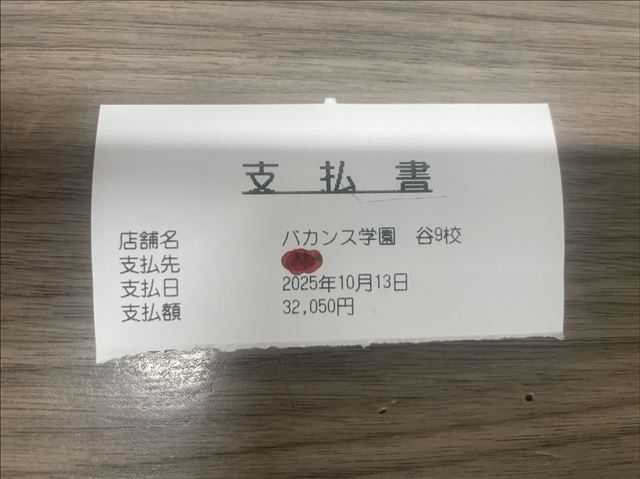 支払書
店舗名 バカンス学園 谷9校
支払先
支払日 2025年10月13日
支払額 32,050円